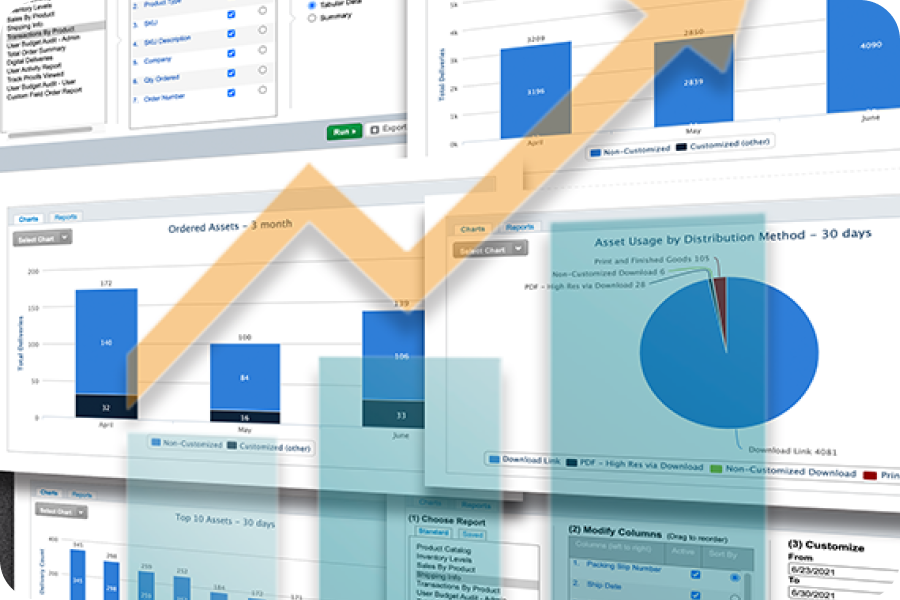 Inventory Levels
Sales By Product
Shipping Info
Transactions By Product
User Budget Audit - Admin
Total Order Summary
Digital Deliveries
User Activity Report
Track Proofs Viewed
User Budget Audit - User
Custom Field Order Report
2. Product Type
3. SKU
4. SKU Description
5. Company
6. Qty Ordered
7. Order Number
Tabular Data
Summary
Run »
Export
Total Deliveries
4k
3k
2k
1k
0k
3209
3196
2850
2839
4090
April
May
June
Non-Customized
Customized (other)
Charts
Reports
Select Chart
Ordered Assets – 3 month
Total Deliveries
200
150
100
50
0
172
140
32
100
84
16
139
106
33
April
May
June
Non-Customized
Customized (other)
Charts
Reports
Select Chart
Asset Usage by Distribution Method – 30 days
Print and Finished Goods 105
Non-Customized Download 6
PDF – High Res via Download 28
Download Link 4081
Download Link
PDF – High Res via Download
Non-Customized Download
Prin
Charts
Reports
Select Chart
Top 10 Assets – 30 days
Delivery Count
400
345
345
Charts
Reports
(1) Choose Report
Standard
Saved
Product Catalog
Inventory Levels
Sales By Product
Shipping Info
Transactions By Product
(2) Modify Columns (Drag to reorder)
Columns (left to right)
Active
Sort By
1. Packing Slip Number
2. Ship Date
(3) Customize
From
6/23/2021
To
6/30/2021